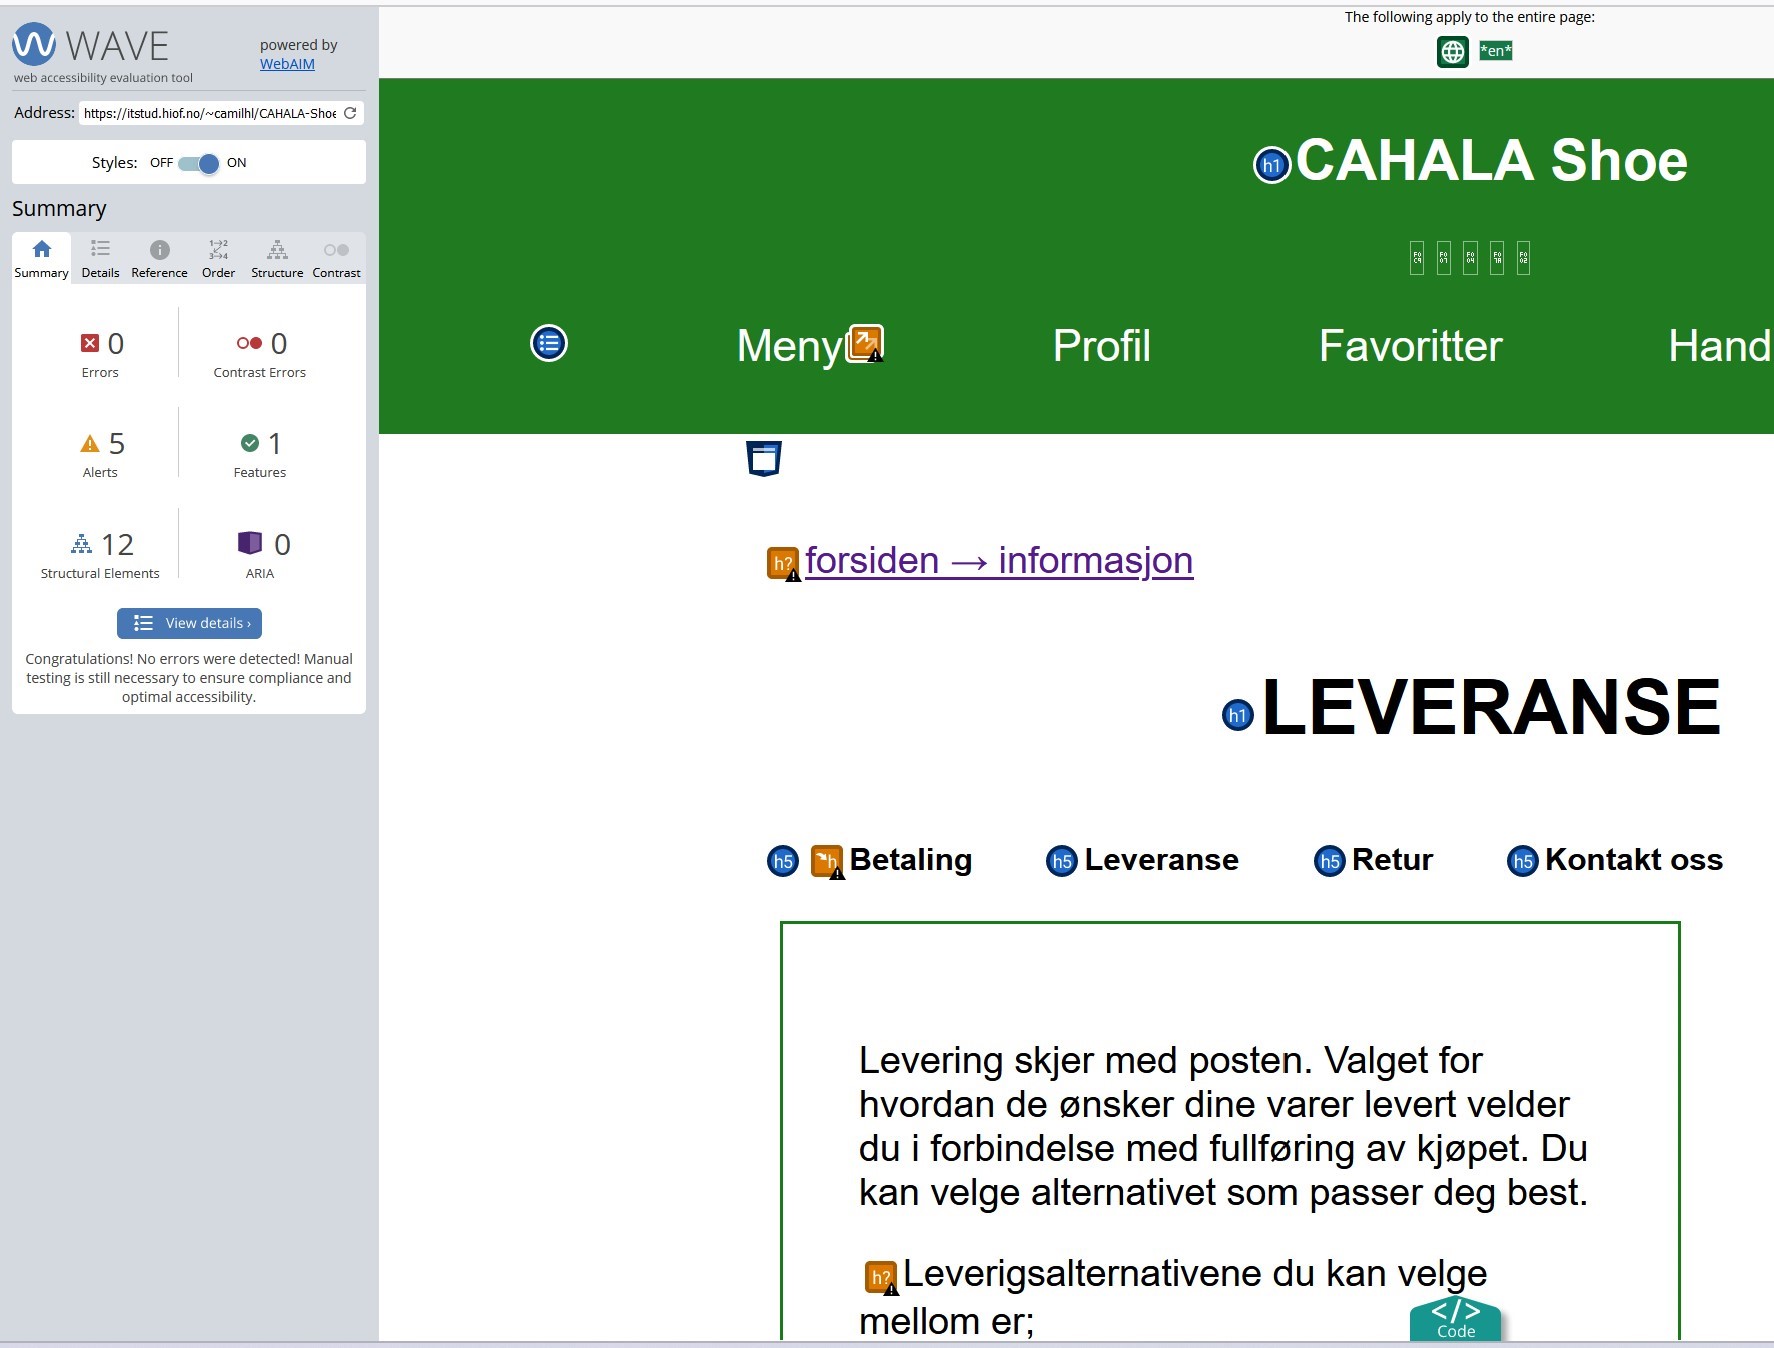 The following apply to the entire page:
*en*
WAVE
powered by
WebAIM
web accessibility evaluation tool
Address: https://itstud.hiof.no/~camilhl/CAHALA-Shoe
Styles: OFF ON
Summary
Summary Details Reference Order Structure Contrast
0 0
Errors Contrast Errors
5 1
Alerts Features
12 0
Structural Elements ARIA
View details ›
Congratulations! No errors were detected! Manual
testing is still necessary to ensure compliance and
optimal accessibility.
h1 CAHALA Shoe
Meny Profil Favoritter Hand
h? forsiden → informasjon
h1 LEVERANSE
h5 h Betaling h5 Leveranse h5 Retur h5 Kontakt oss
Levering skjer med posten. Valget for
hvordan de ønsker dine varer levert velder
du i forbindelse med fullføring av kjøpet. Du
kan velge alternativet som passer deg best.
h? Leverigsalternativene du kan velge
mellom er;
</> Code